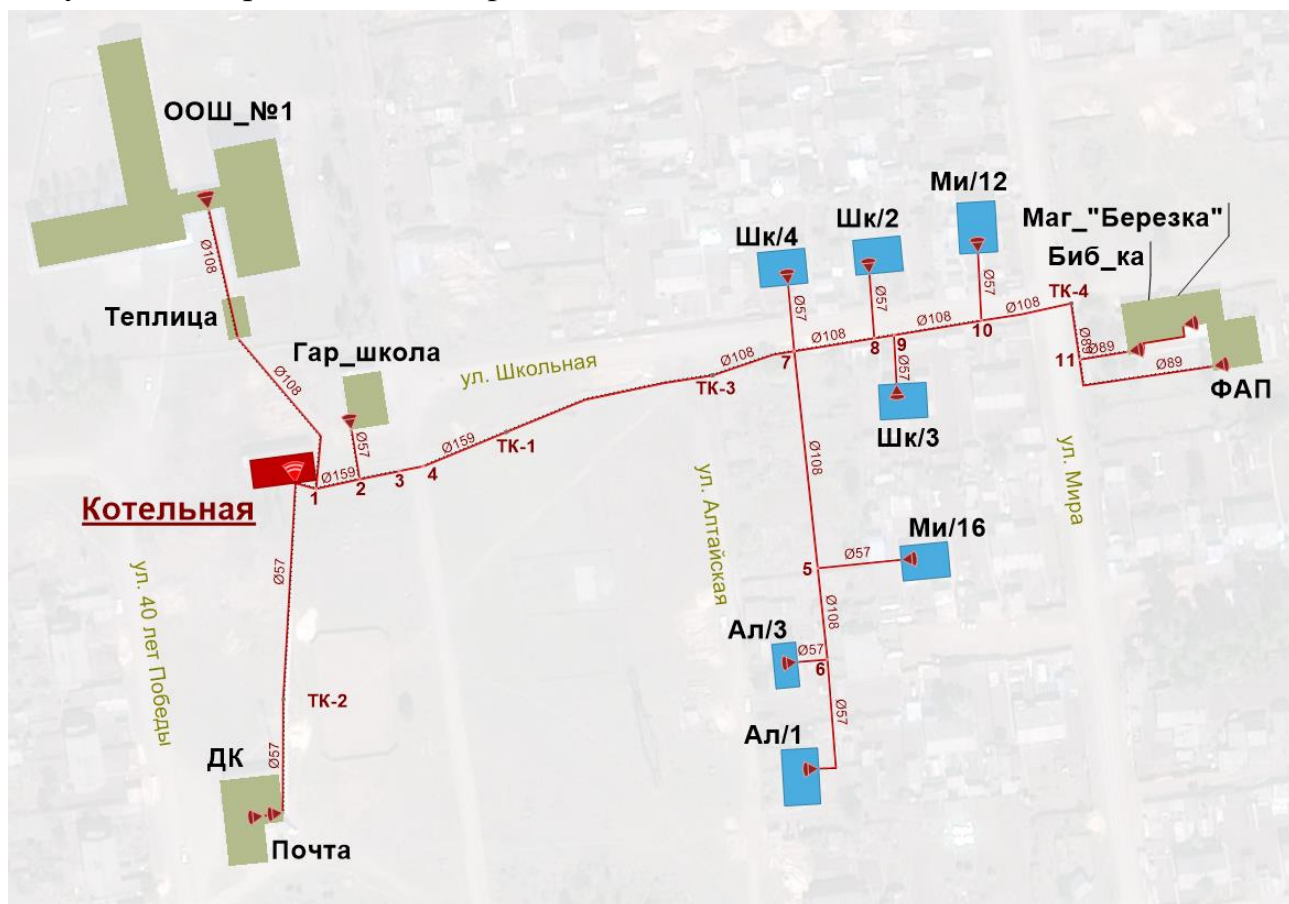 ООШ_№1
Ø108
Теплица
Ø108
Гар_школа
Ø57
Котельная
1
Ø159
2
3
4
Ø159
ТК-1
ул. Школьная
ТК-3
Ø108
7
Шк/4
Ø57
Ø108
Шк/2
Ø57
8
9
Ø57
Шк/3
Ø108
Ми/12
Ø57
10
Ø108
ТК-4
Маг_"Березка"
Биб_ка
Ø89
11
Ø89
Ø89
ФАП
ул. Мира
ул. Алтайская
Ø108
5
Ø57
Ми/16
Ø108
Ал/3
Ø57
6
Ø57
Ал/1
ул. 40 лет Победы
Ø57
ТК-2
Ø57
ДК
Почта